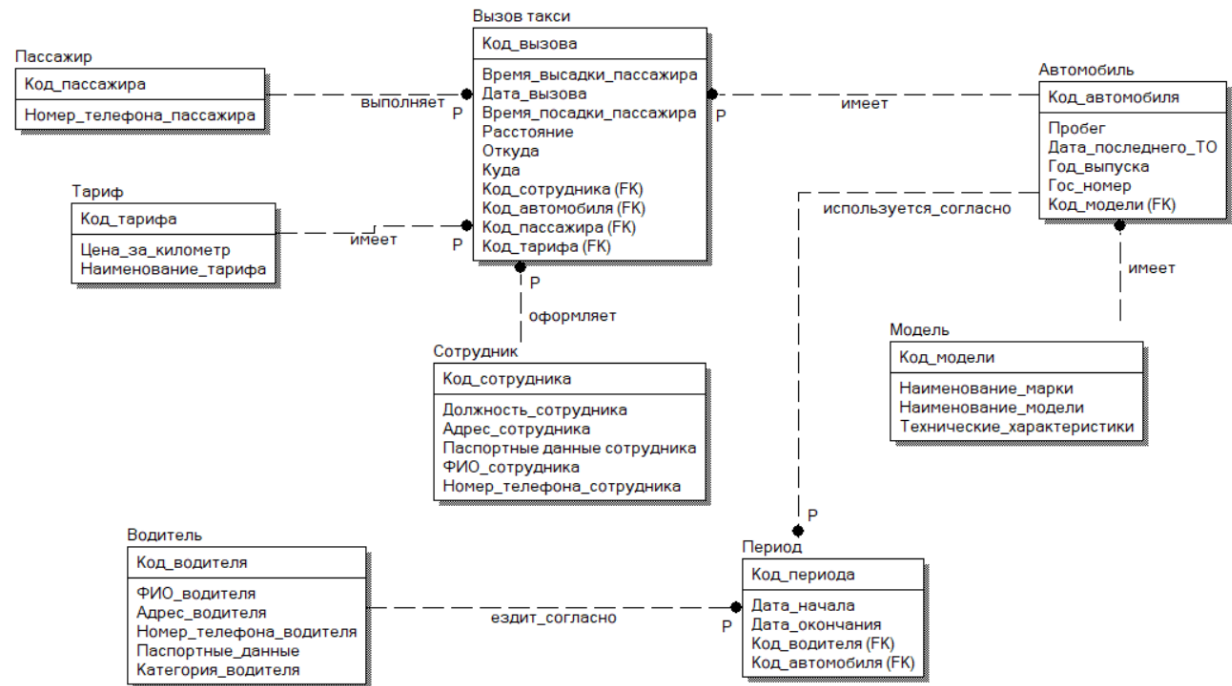 Вызов такси
Код_вызова
Время_высадки_пассажира
Дата_вызова
Время_посадки_пассажира
Расстояние
Откуда
Куда
Код_сотрудника (FK)
Код_автомобиля (FK)
Код_пассажира (FK)
Код_тарифа (FK)
Пассажир
Код_пассажира
Номер_телефона_пассажира
выполняет
P
Автомобиль
Код_автомобиля
Пробег
Дата_последнего_ТО
Год_выпуска
Гос_номер
Код_модели (FK)
имеет
P
Тариф
Код_тарифа
Цена_за_километр
Наименование_тарифа
имеет
P
используется_согласно
P
имеет
P
оформляет
Модель
Код_модели
Наименование_марки
Наименование_модели
Технические_характеристики
Сотрудник
Код_сотрудника
Должность_сотрудника
Адрес_сотрудника
Паспортные данные сотрудника
ФИО_сотрудника
Номер_телефона_сотрудника
Водитель
Код_водителя
ФИО_водителя
Адрес_водителя
Номер_телефона_водителя
Паспортные_данные
Категория_водителя
ездит_согласно
P
Период
Код_периода
Дата_начала
Дата_окончания
Код_водителя (FK)
Код_автомобиля (FK)